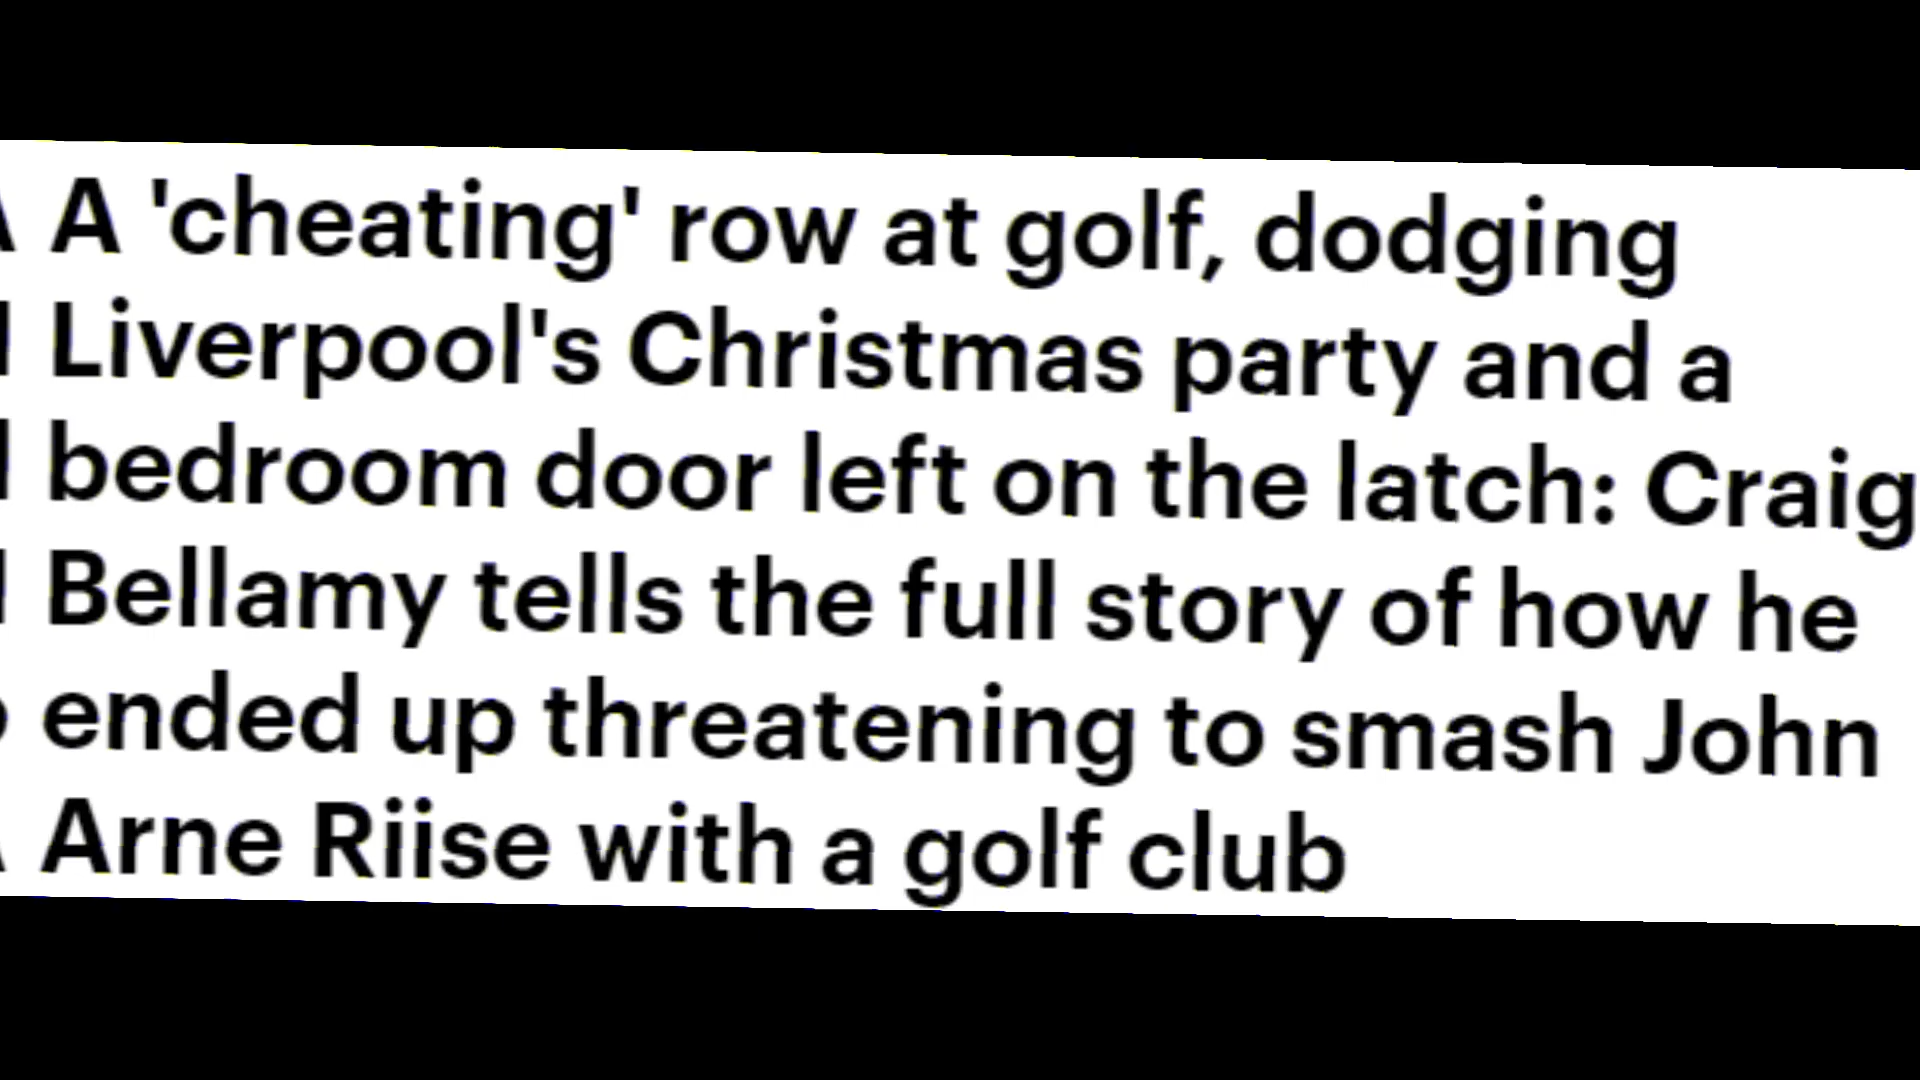 A 'cheating' row at golf, dodging
Liverpool's Christmas party and a
bedroom door left on the latch: Craig
Bellamy tells the full story of how he
ended up threatening to smash John
Arne Riise with a golf club